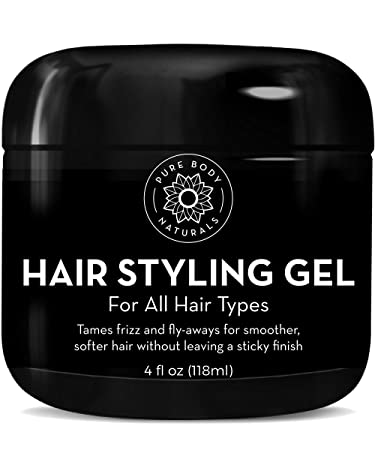 PURE BODY
NATURALS
HAIR STYLING GEL
For All Hair Types
Tames frizz and fly-aways for smoother,
softer hair without leaving a sticky finish
4 fl oz (118ml)